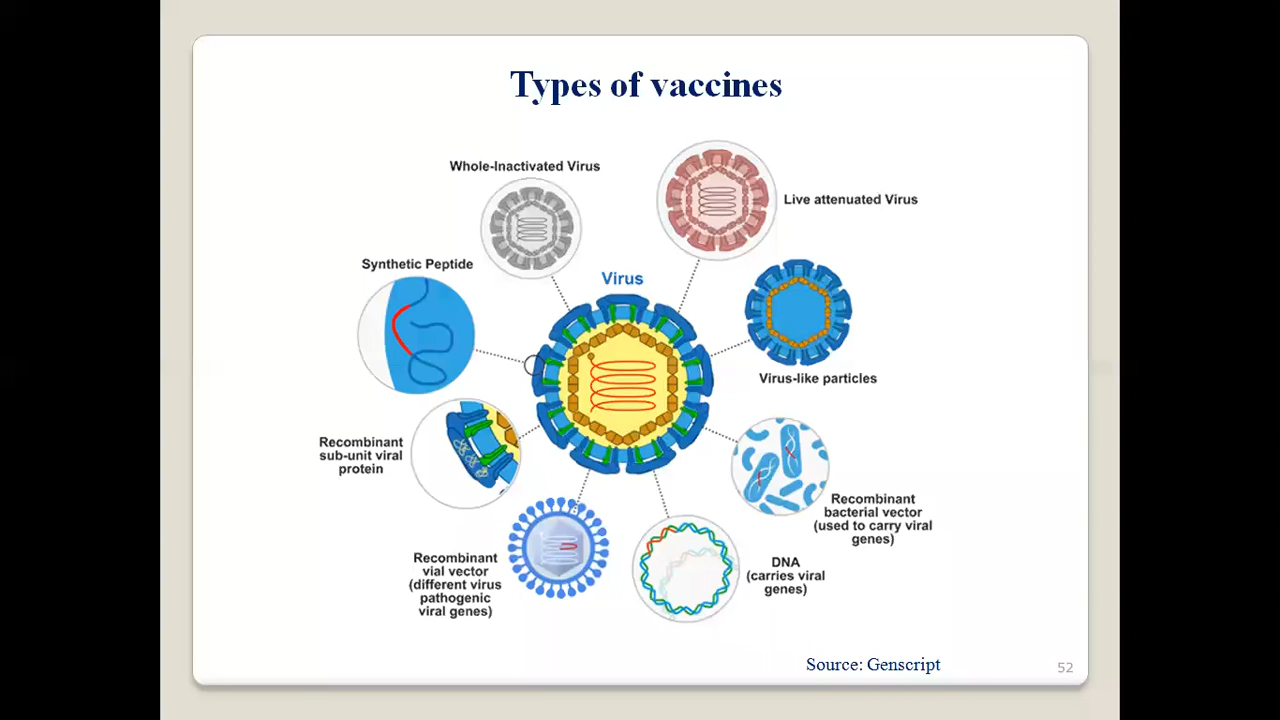 Types of vaccines
Whole-Inactivated Virus
Live attenuated Virus
Synthetic Peptide
Virus
Virus-like particles
Recombinant
sub-unit viral
protein
Recombinant
bacterial vector
(used to carry viral
genes)
Recombinant
vial vector
(different virus
pathogenic
viral genes)
DNA
(carries viral
genes)
Source: Genscript
52